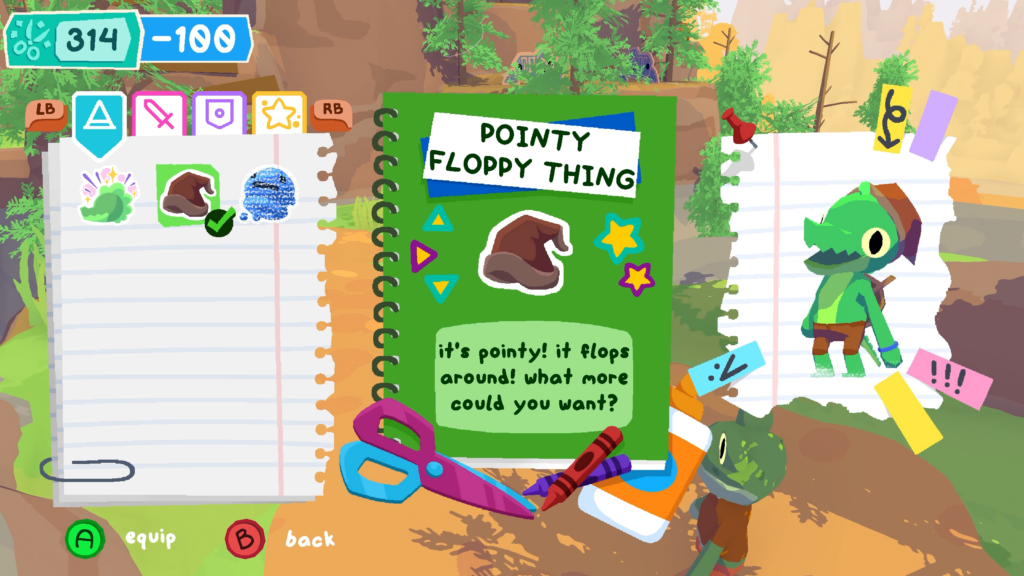 314 -100
LB RB
POINTY
FLOPPY THING
it's pointy! it flops
around! what more
could you want?
:V
!!!
A equip B back